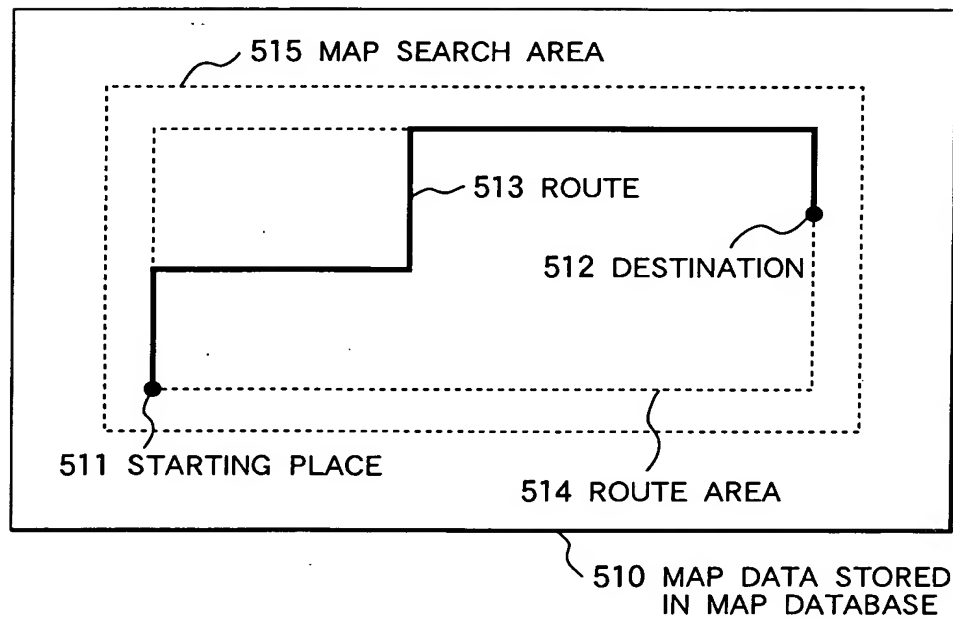 515 MAP SEARCH AREA
513 ROUTE
512 DESTINATION
511 STARTING PLACE
514 ROUTE AREA
510 MAP DATA STORED
IN MAP DATABASE